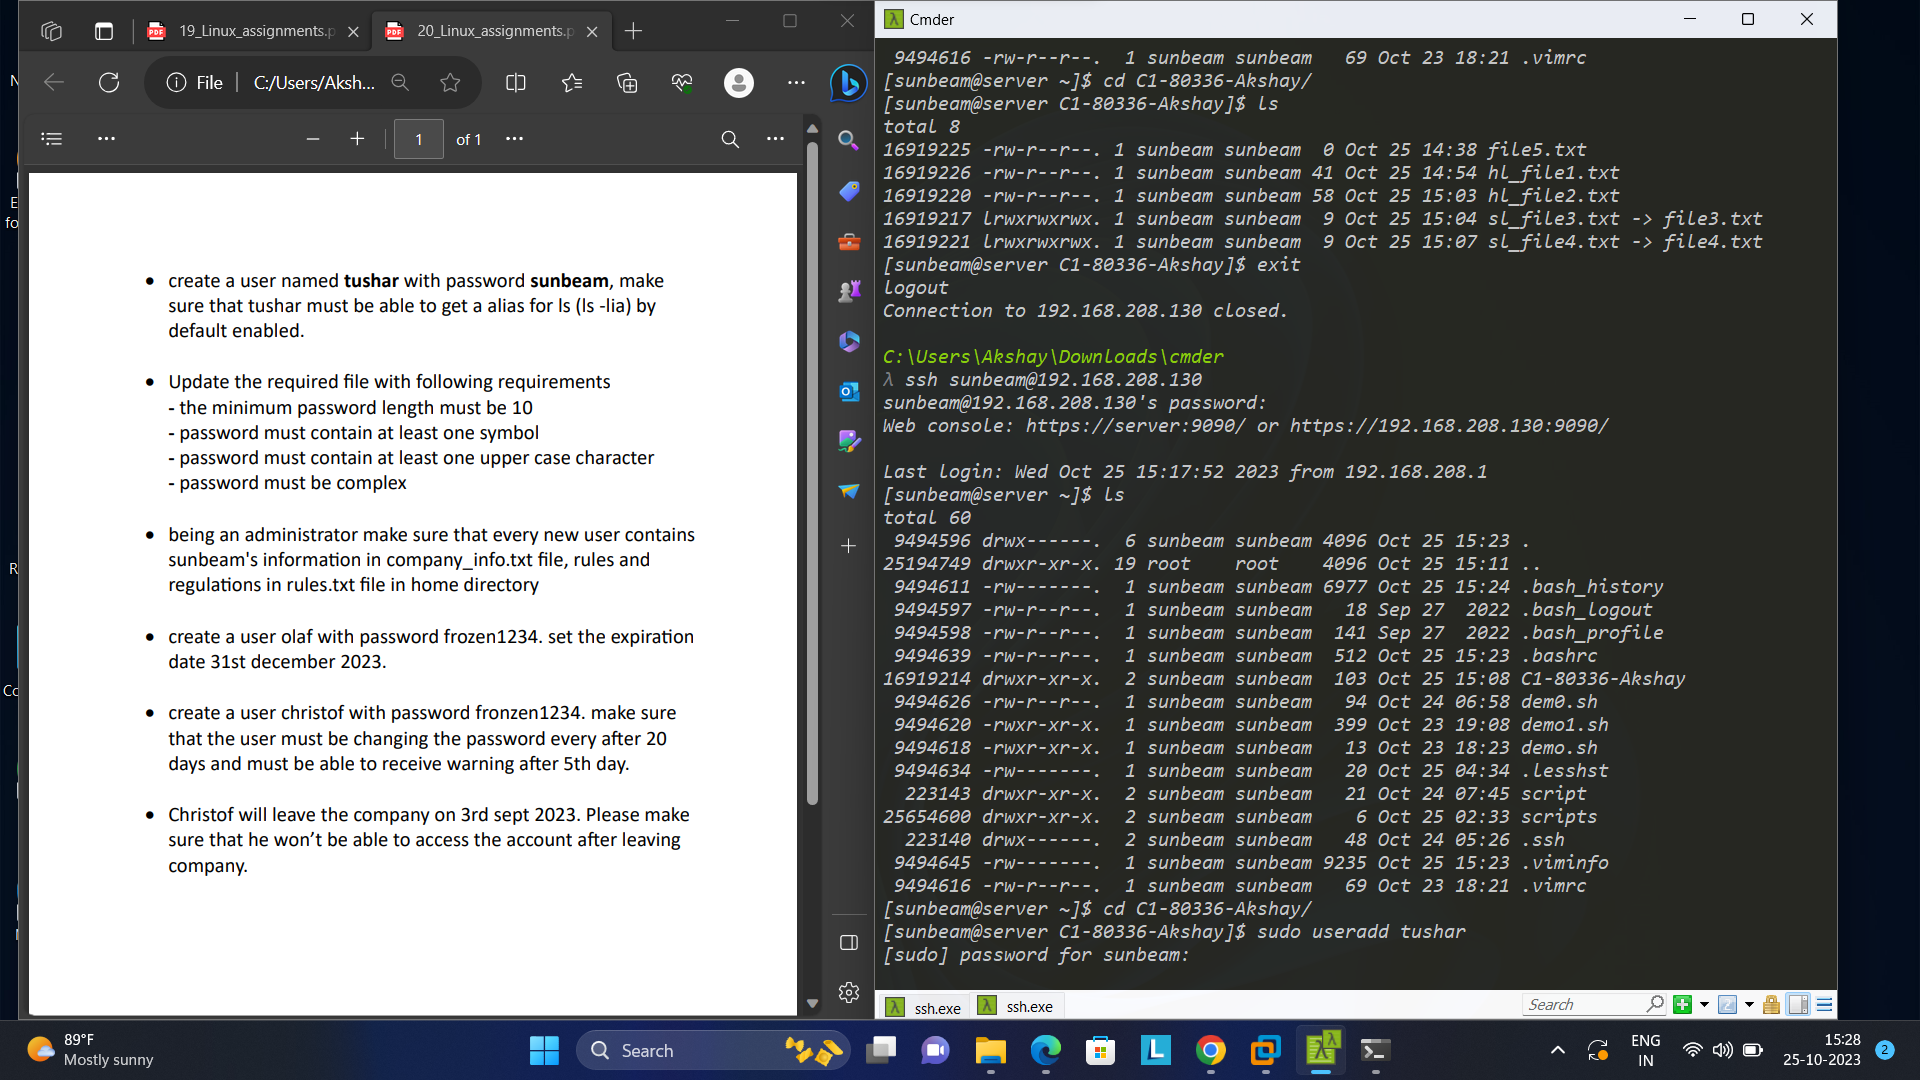 19_Linux_assignments.p
20_Linux_assignments.p
File
C:/Users/Aksh...
1
of 1
create a user named tushar with password sunbeam, make
sure that tushar must be able to get a alias for ls (ls -lia) by
default enabled.
Update the required file with following requirements
- the minimum password length must be 10
- password must contain at least one symbol
- password must contain at least one upper case character
- password must be complex
being an administrator make sure that every new user contains
sunbeam's information in company_info.txt file, rules and
regulations in rules.txt file in home directory
create a user olaf with password frozen1234. set the expiration
date 31st december 2023.
create a user christof with password fronzen1234. make sure
that the user must be changing the password every after 20
days and must be able to receive warning after 5th day.
Christof will leave the company on 3rd sept 2023. Please make
sure that he won’t be able to access the account after leaving
company.
Cmder
9494616 -rw-r--r--. 1 sunbeam sunbeam 69 Oct 23 18:21 .vimrc
[sunbeam@server ~]$ cd C1-80336-Akshay/
[sunbeam@server C1-80336-Akshay]$ ls
total 8
16919225 -rw-r--r--. 1 sunbeam sunbeam 0 Oct 25 14:38 file5.txt
16919226 -rw-r--r--. 1 sunbeam sunbeam 41 Oct 25 14:54 hl_file1.txt
16919220 -rw-r--r--. 1 sunbeam sunbeam 58 Oct 25 15:03 hl_file2.txt
16919217 lrwxrwxrwx. 1 sunbeam sunbeam 9 Oct 25 15:04 sl_file3.txt -> file3.txt
16919221 lrwxrwxrwx. 1 sunbeam sunbeam 9 Oct 25 15:07 sl_file4.txt -> file4.txt
[sunbeam@server C1-80336-Akshay]$ exit
logout
Connection to 192.168.208.130 closed.
C:\Users\Akshay\Downloads\cmder
λ ssh sunbeam@192.168.208.130
sunbeam@192.168.208.130's password:
Web console: https://server:9090/ or https://192.168.208.130:9090/
Last login: Wed Oct 25 15:17:52 2023 from 192.168.208.1
[sunbeam@server ~]$ ls
total 60
9494596 drwx------. 6 sunbeam sunbeam 4096 Oct 25 15:23 .
25194749 drwxr-xr-x. 19 root root 4096 Oct 25 15:11 ..
9494611 -rw-------. 1 sunbeam sunbeam 6977 Oct 25 15:24 .bash_history
9494597 -rw-r--r--. 1 sunbeam sunbeam 18 Sep 27 2022 .bash_logout
9494598 -rw-r--r--. 1 sunbeam sunbeam 141 Sep 27 2022 .bash_profile
9494639 -rw-r--r--. 1 sunbeam sunbeam 512 Oct 25 15:23 .bashrc
16919214 drwxr-xr-x. 2 sunbeam sunbeam 103 Oct 25 15:08 C1-80336-Akshay
9494626 -rw-r--r--. 1 sunbeam sunbeam 94 Oct 24 06:58 dem0.sh
9494620 -rwxr-xr-x. 1 sunbeam sunbeam 399 Oct 23 19:08 demo1.sh
9494618 -rwxr-xr-x. 1 sunbeam sunbeam 13 Oct 23 18:23 demo.sh
9494634 -rw-------. 1 sunbeam sunbeam 20 Oct 25 04:34 .lesshst
223143 drwxr-xr-x. 2 sunbeam sunbeam 21 Oct 24 07:45 script
25654600 drwxr-xr-x. 2 sunbeam sunbeam 6 Oct 25 02:33 scripts
223140 drwx------. 2 sunbeam sunbeam 48 Oct 24 05:26 .ssh
9494645 -rw-------. 1 sunbeam sunbeam 9235 Oct 25 15:23 .viminfo
9494616 -rw-r--r--. 1 sunbeam sunbeam 69 Oct 23 18:21 .vimrc
[sunbeam@server ~]$ cd C1-80336-Akshay/
[sunbeam@server C1-80336-Akshay]$ sudo useradd tushar
[sudo] password for sunbeam:
ssh.exe
ssh.exe
Search
89°F
Mostly sunny
Search
ENG
IN
15:28
25-10-2023
2